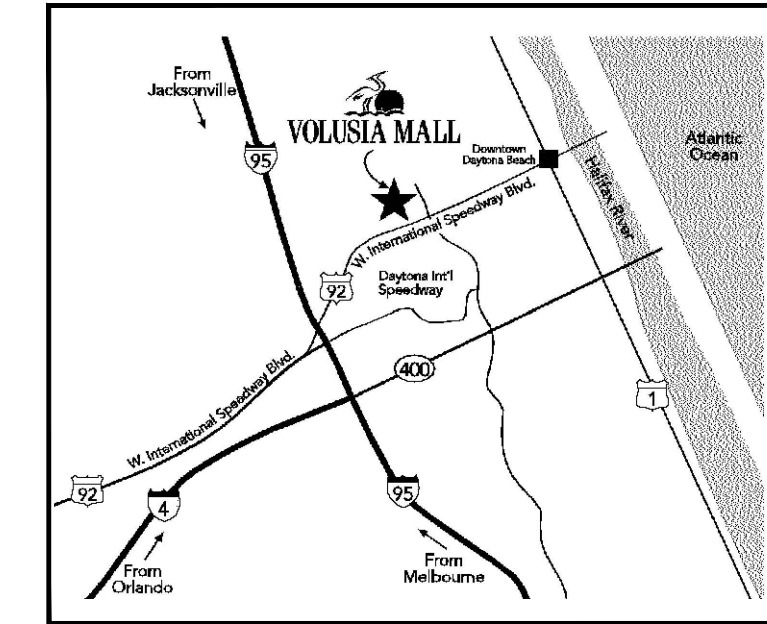 From
Jacksonville
VOLUSIA MALL
95
Downtown
Daytona Beach
Atlantic
Ocean
Halifax River
W. International Speedway Blvd.
92
Daytona Int'l
Speedway
400
1
W. International Speedway Blvd.
92
4
95
From
Orlando
From
Melbourne